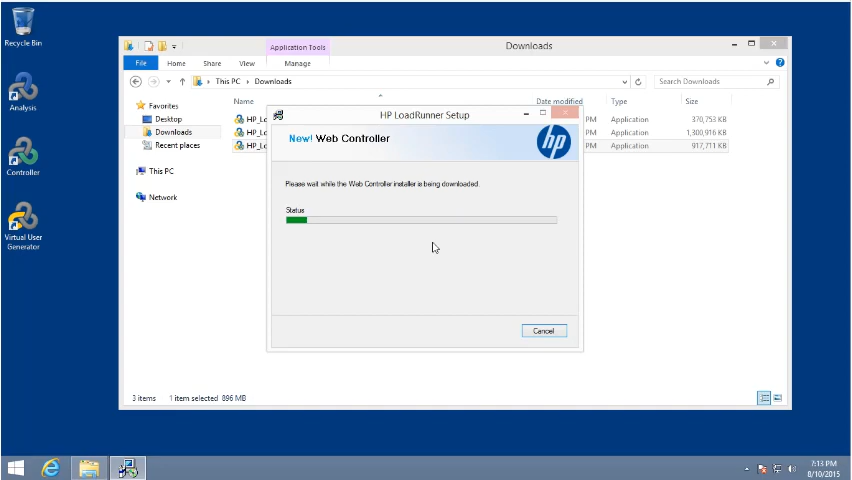 Recycle Bin
Analysis
Controller
Virtual User
Generator
Application Tools
Downloads
File
Home
Share
View
Manage
This PC
Downloads
Search Downloads
Favorites
Desktop
Downloads
Recent places
This PC
Network
Name
Date modified
Type
Size
HP_Lo
PM
Application
370,753 KB
HP_Lo
PM
Application
1,300,916 KB
HP_Lo
PM
Application
917,711 KB
HP LoadRunner Setup
New! Web Controller
hp
Please wait while the Web Controller installer is being downloaded.
Status
Cancel
3 items
1 item selected 896 MB
7:13 PM
8/10/2015